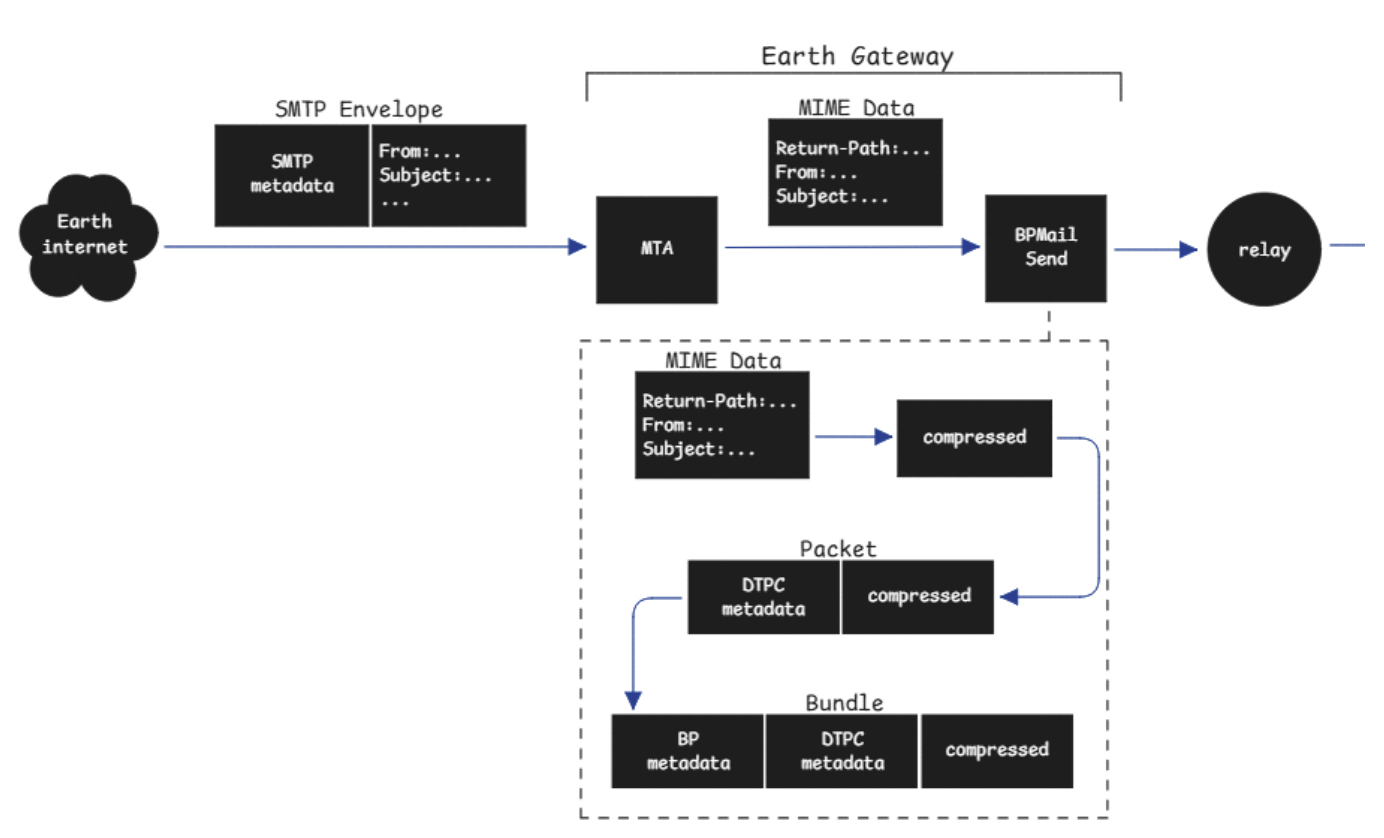 Earth Gateway
SMTP Envelope
MIME Data
SMTP
metadata
From:...
Subject:...
...
Return-Path:...
From:...
Subject:...
Earth
internet
MTA
BPMail
Send
relay
MIME Data
Return-Path:...
From:...
Subject:...
compressed
Packet
DTPC
metadata
compressed
Bundle
BP
metadata
DTPC
metadata
compressed